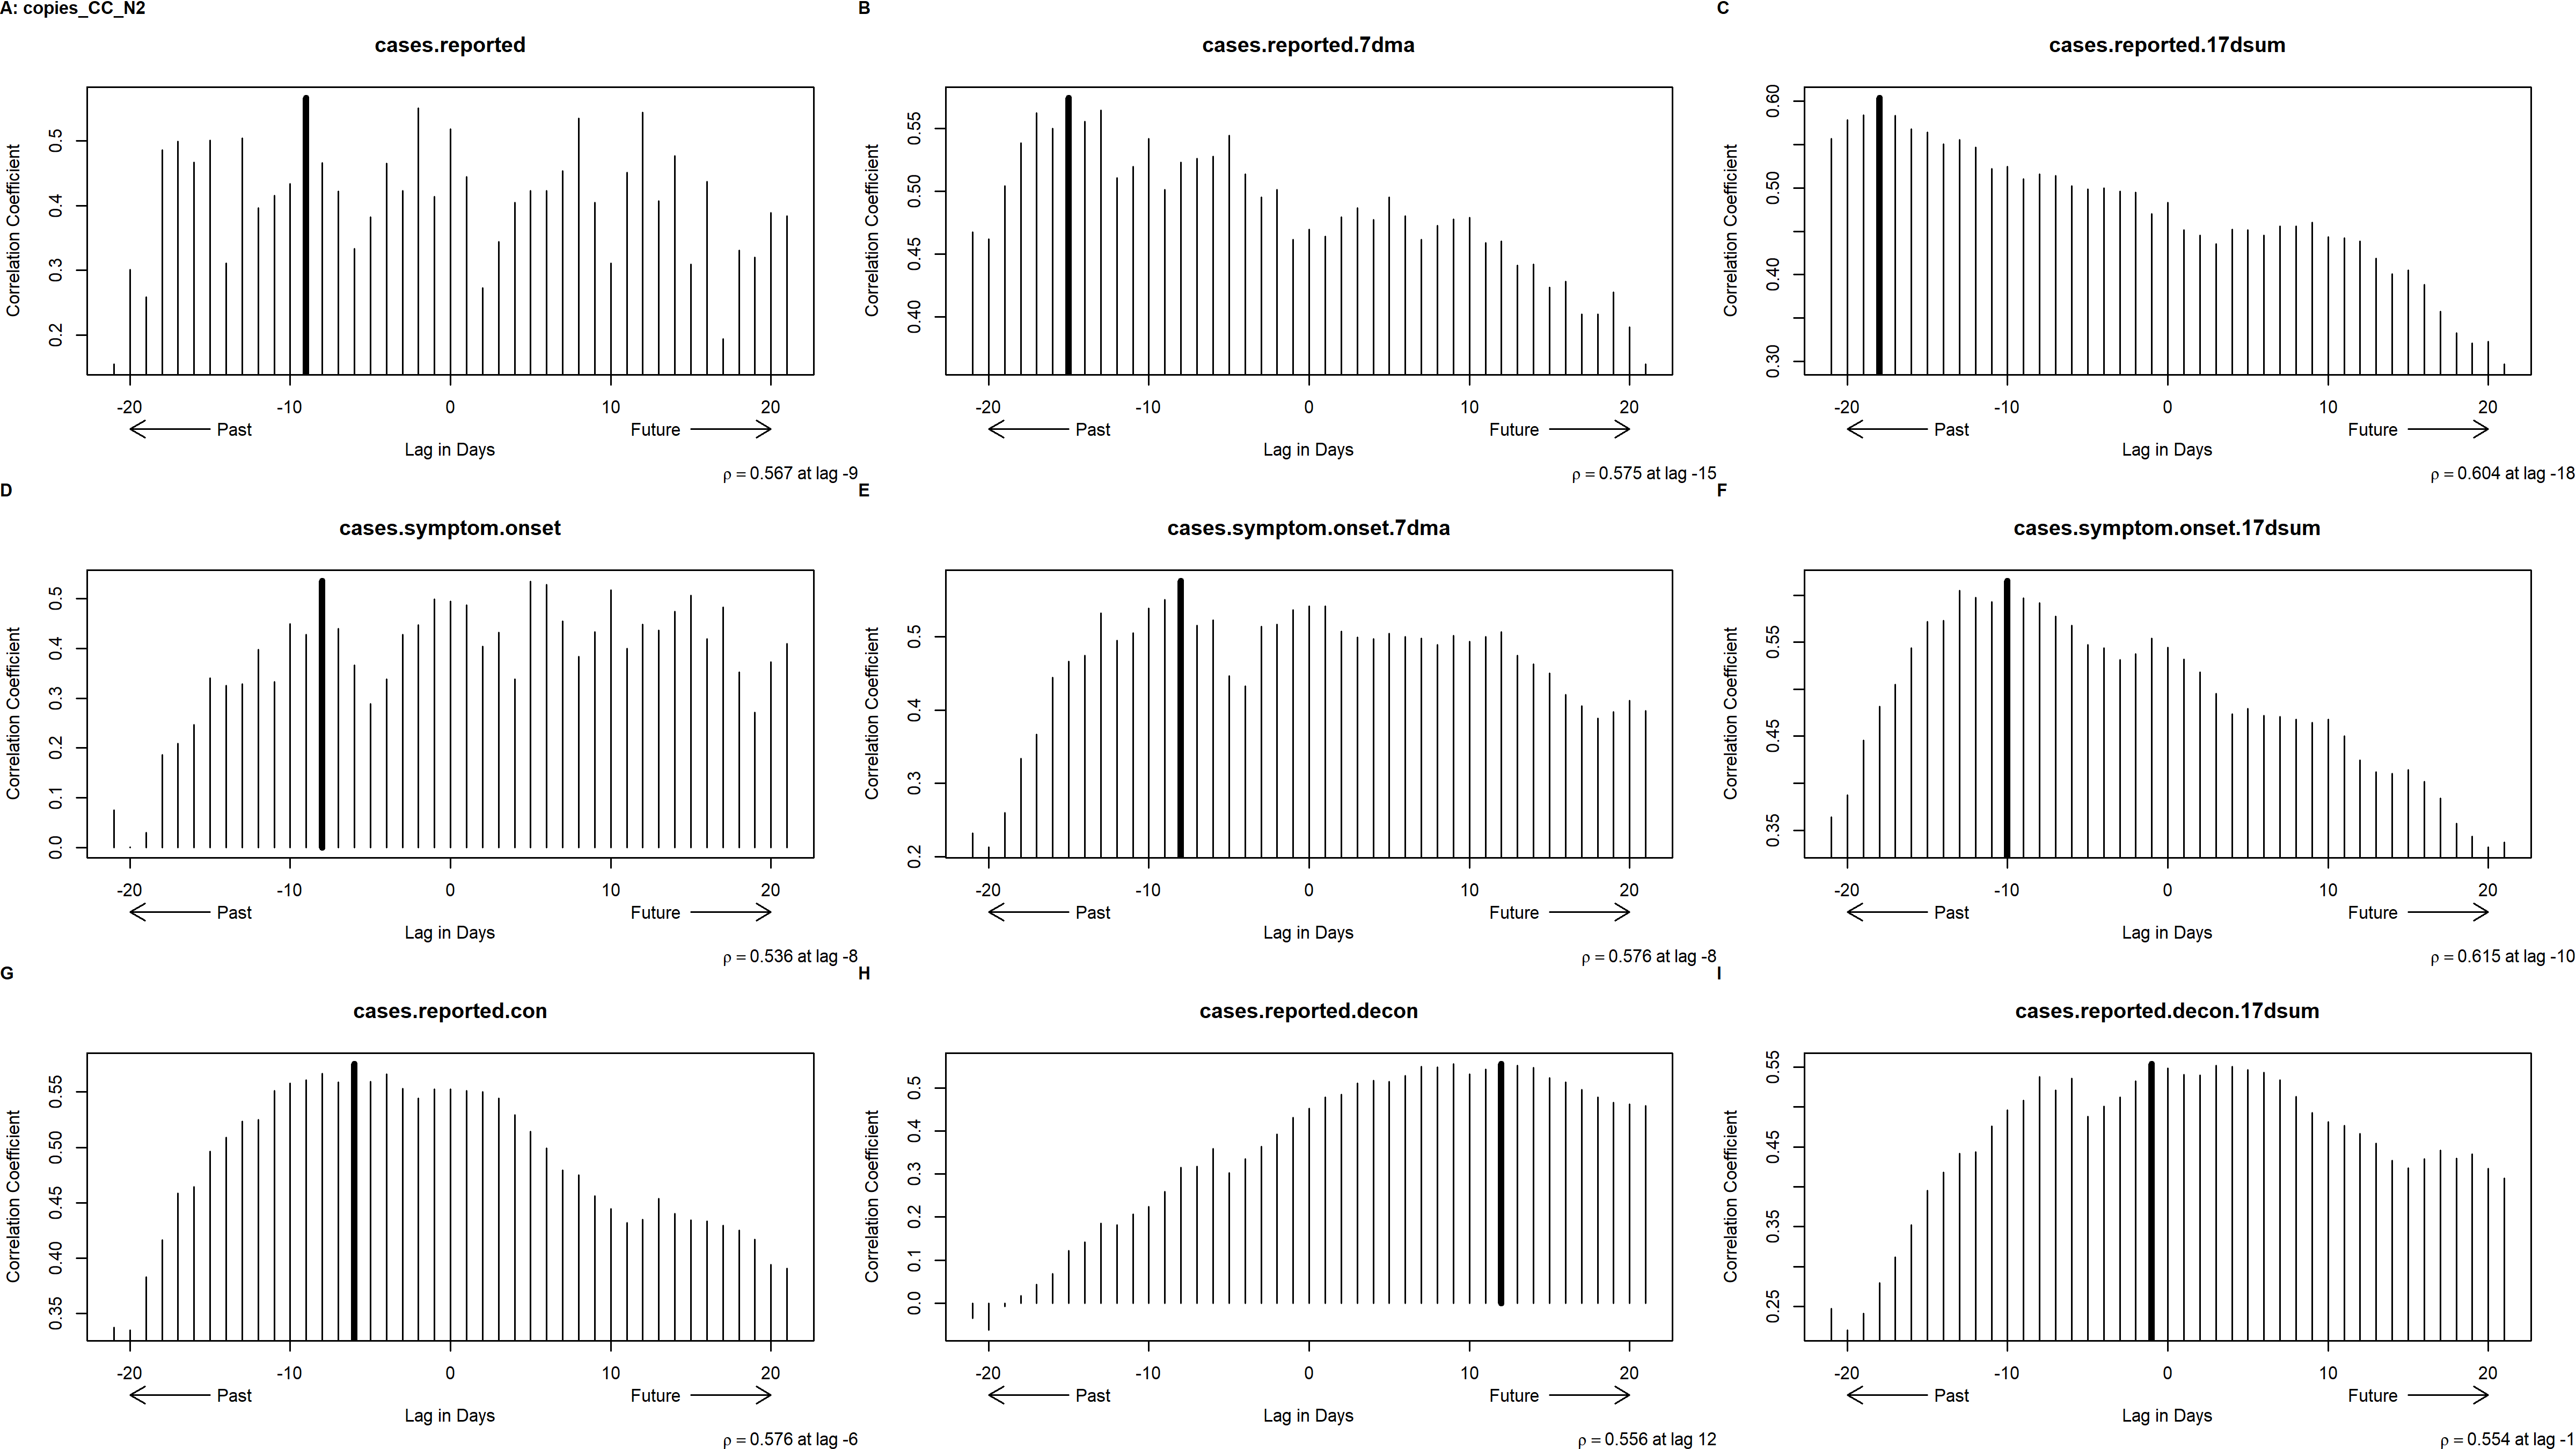 A: copies_CC_N2
cases.reported
Correlation Coefficient
0.5
0.4
0.3
0.2
-20 -10 0 10 20
Past Future
Lag in Days
ρ = 0.567 at lag -9
B
cases.reported.7dma
Correlation Coefficient
0.55
0.50
0.45
0.40
-20 -10 0 10 20
Past Future
Lag in Days
ρ = 0.575 at lag -15
C
cases.reported.17dsum
Correlation Coefficient
0.60
0.50
0.40
0.30
-20 -10 0 10 20
Past Future
Lag in Days
ρ = 0.604 at lag -18
D
cases.symptom.onset
Correlation Coefficient
0.5
0.4
0.3
0.2
0.1
0.0
-20 -10 0 10 20
Past Future
Lag in Days
ρ = 0.536 at lag -8
E
cases.symptom.onset.7dma
Correlation Coefficient
0.5
0.4
0.3
0.2
-20 -10 0 10 20
Past Future
Lag in Days
ρ = 0.576 at lag -8
F
cases.symptom.onset.17dsum
Correlation Coefficient
0.55
0.45
0.35
-20 -10 0 10 20
Past Future
Lag in Days
ρ = 0.615 at lag -10
G
cases.reported.con
Correlation Coefficient
0.55
0.50
0.45
0.40
0.35
-20 -10 0 10 20
Past Future
Lag in Days
ρ = 0.576 at lag -6
H
cases.reported.decon
Correlation Coefficient
0.5
0.4
0.3
0.2
0.1
0.0
-20 -10 0 10 20
Past Future
Lag in Days
ρ = 0.556 at lag 12
I
cases.reported.decon.17dsum
Correlation Coefficient
0.55
0.45
0.35
0.25
-20 -10 0 10 20
Past Future
Lag in Days
ρ = 0.554 at lag -1